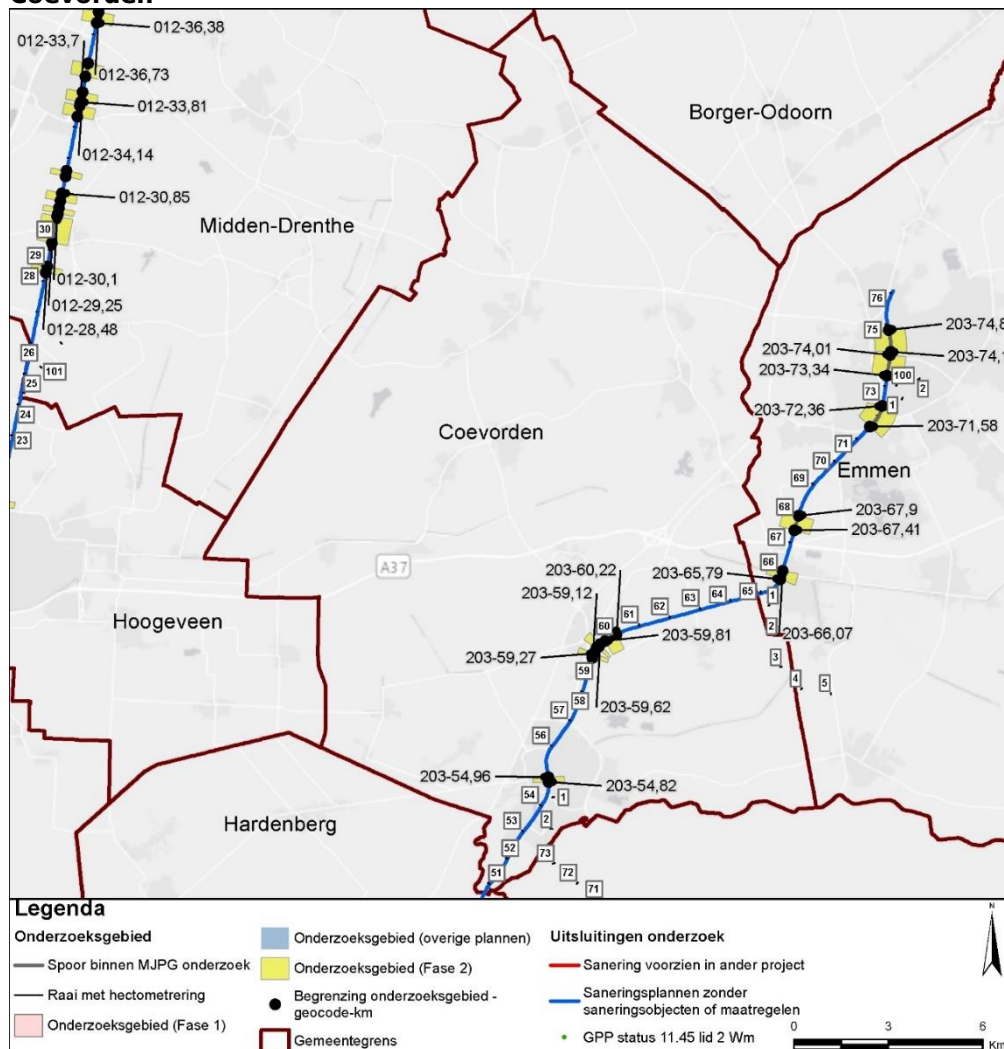 Coevorden
012-33,7
012-36,38
012-36,73
012-33,81
012-34,14
012-30,85
Borger-Odoorn
Midden-Drenthe
30
29
28
012-30,1
012-29,25
012-28,48
26
101
25
24
23
76
75
203-74,8
203-74,01
203-74,1
203-73,34
100
2
73
1
203-72,36
203-71,58
Coevorden
71
70
Emmen
69
68
203-67,9
67
203-67,41
A37
203-60,22
203-65,79
66
203-59,12
61
62
63
64
65
1
Hoogeveen
60
203-59,81
2
203-66,07
203-59,27
3
59
4
5
58
203-59,62
57
56
203-54,96
203-54,82
54
1
Hardenberg
53
2
52
73
72
51
71
Legenda
Onderzoeksgebied
Spoor binnen MJPG onderzoek
Raai met hectometrering
Onderzoeksgebied (Fase 1)
Onderzoeksgebied (overige plannen)
Onderzoeksgebied (Fase 2)
Begrenzing onderzoeksgebied -
geocode-km
Gemeentegrens
Uitsluitingen onderzoek
Sanering voorzien in ander project
Saneringsplannen zonder
saneringsobjecten of maatregelen
GPP status 11.45 lid 2 Wm
N
0 3 6
Km